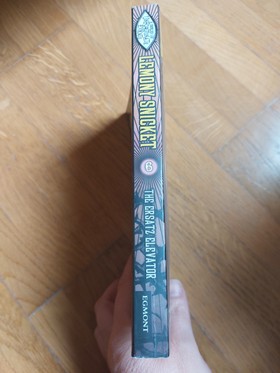 LEMONY SNICKET
6
THE ERSATZ ELEVATOR
EGMONT